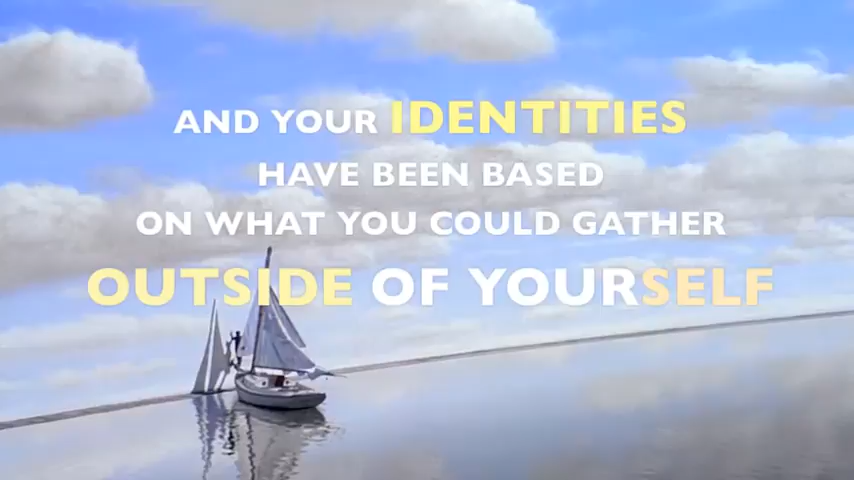 AND YOUR IDENTITIES
HAVE BEEN BASED
ON WHAT YOU COULD GATHER
OUTSIDE OF YOURSELF